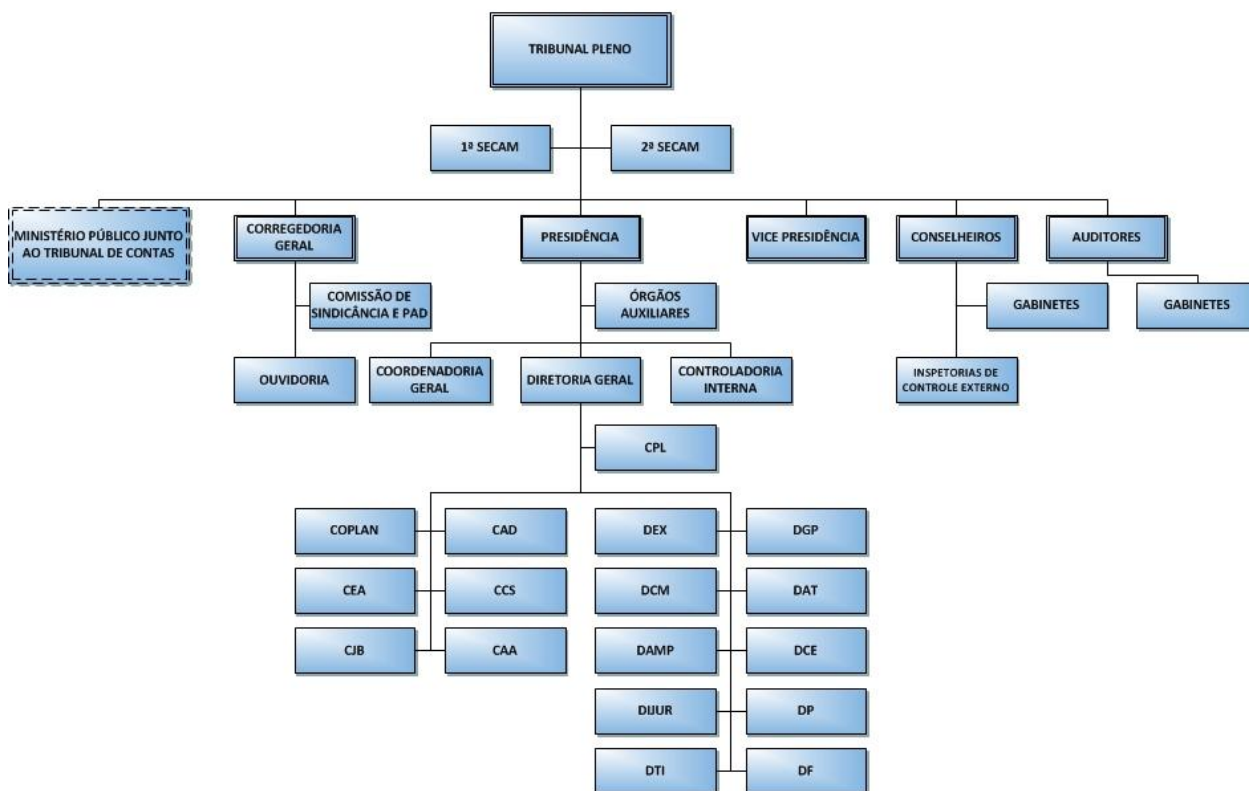 TRIBUNAL PLENO
1ª SECAM
2ª SECAM
MINISTÉRIO PÚBLICO JUNTO
AO TRIBUNAL DE CONTAS
CORREGEDORIA
GERAL
PRESIDÊNCIA
VICE PRESIDÊNCIA
CONSELHEIROS
AUDITORES
COMISSÃO DE
SINDICÂNCIA E PAD
ÓRGÃOS
AUXILIARES
GABINETES
GABINETES
OUVIDORIA
COORDENADORIA
GERAL
DIRETORIA GERAL
CONTROLADORIA
INTERNA
INSPETORIAS DE
CONTROLE EXTERNO
CPL
COPLAN
CAD
DEX
DGP
CEA
CCS
DCM
DAT
CJB
CAA
DAMP
DCE
DIJUR
DP
DTI
DF